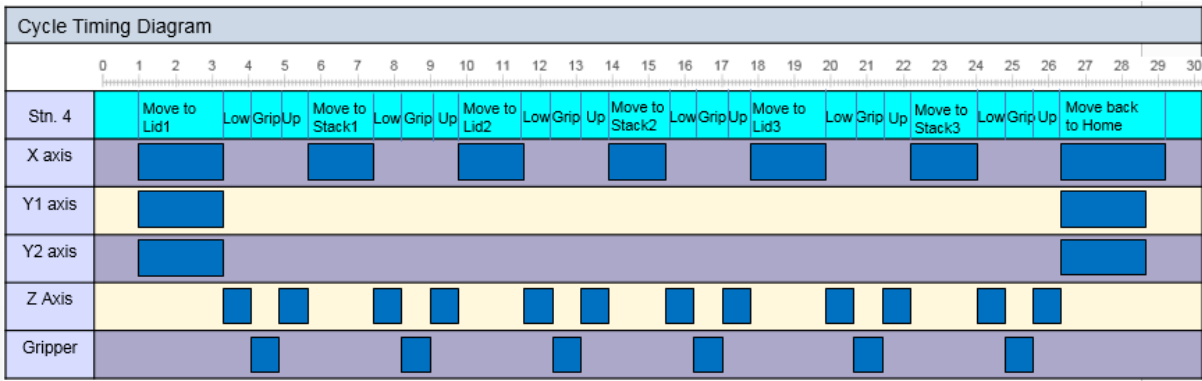 Cycle Timing Diagram
0 1 2 3 4 5 6 7 8 9 10 11 12 13 14 15 16 17 18 19 20 21 22 23 24 25 26 27 28 29 30
Stn. 4
Move to
Lid1
Low Grip Up
Move to
Stack1
Low Grip Up
Move to
Lid2
Low Grip Up
Move to
Stack2
Low Grip Up
Move to
Lid3
Low Grip Up
Move to
Stack3
Low Grip Up
Move back
to Home
X axis
Y1 axis
Y2 axis
Z Axis
Gripper